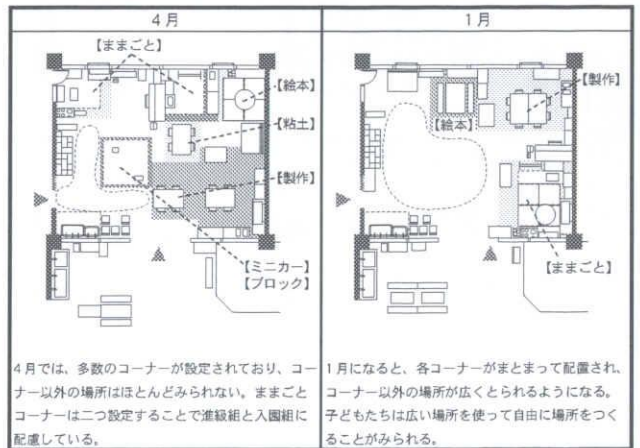 4月
【ままごと】
【絵本】
【粘土】
【製作】
【ミニカー】
【ブロック】
4月では、多数のコーナーが設定されており、コー
ナー以外の場所はほとんどみられない。ままごと
コーナーは二つ設定することで進級組と入園組に
配慮している。
1月
【製作】
【絵本】
【ままごと】
1月になると、各コーナーがまとまって配置され、
コーナー以外の場所が広くとられるようになる。
子どもたちは広い場所を使って自由に場所をつく
ることがみられる。